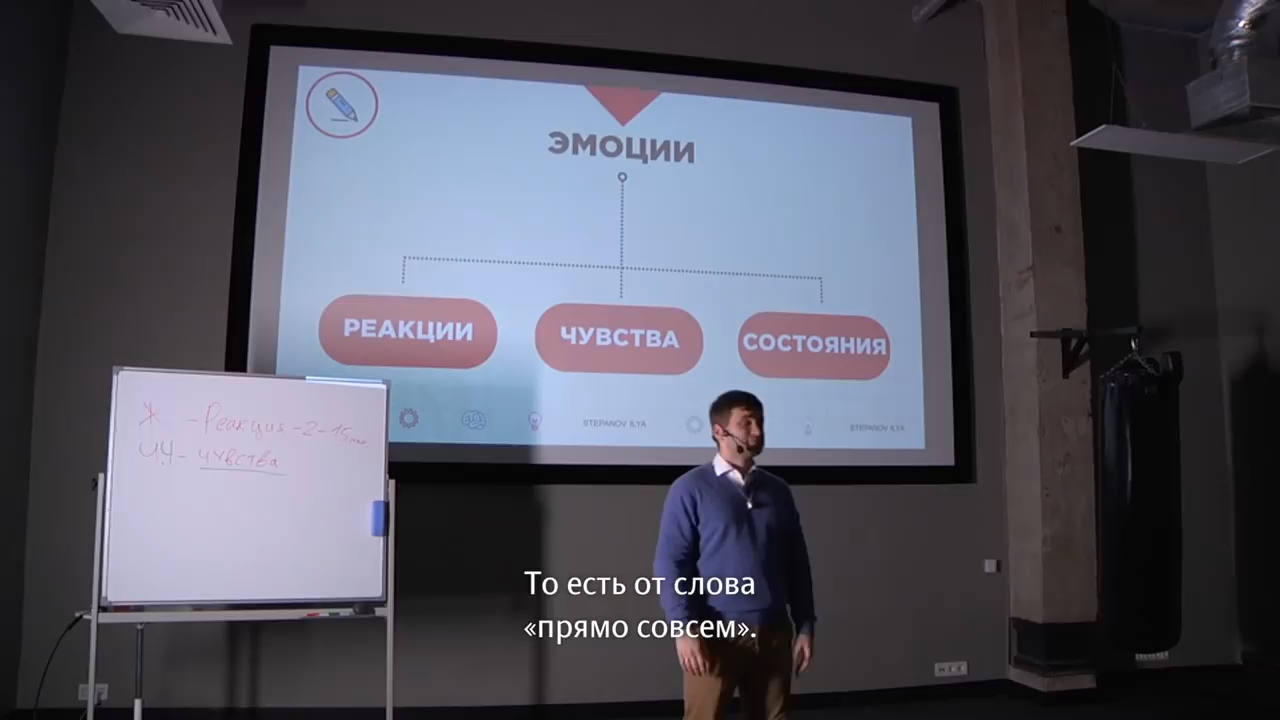 ЭМОЦИИ
РЕАКЦИИ
ЧУВСТВА
СОСТОЯНИЯ
STEPANOV ILYA
STEPANOV ILYA
Ж - Реакция - 2 - 15
ЧЧ - чувства
То есть от слова
«прямо совсем».